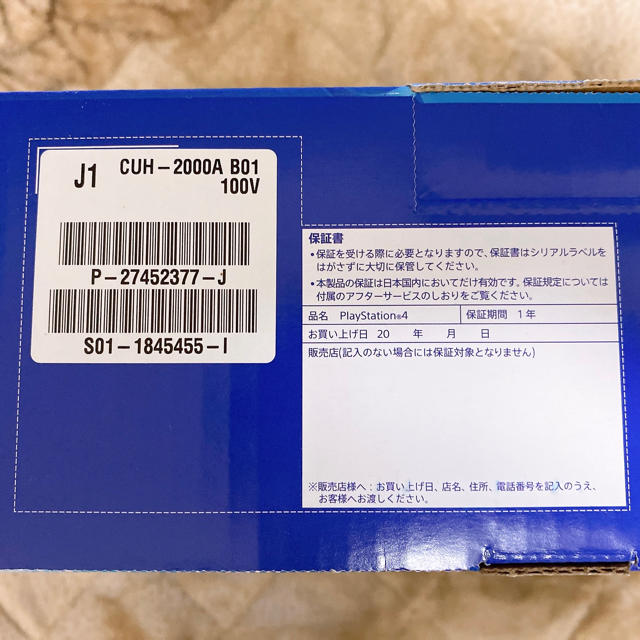 J1 CUH-2000A B01
100V
P-27452377-J
S01-1845455-I
保証書
•保証を受ける際に必要となりますので、保証書はシリアルラベルを
はがさずに大切に保管してください。
•本製品の保証は日本国内においてだけ有効です。保証規定については
付属のアフターサービスのしおりをご覧ください。
品名 PlayStation®4 保証期間 1年
お買い上げ日 20 年 月 日
販売店(記入のない場合には保証対象となりません)
※販売店様へ：お買い上げ日、店名、住所、電話番号を記入のうえ、
お客様へお渡しください。